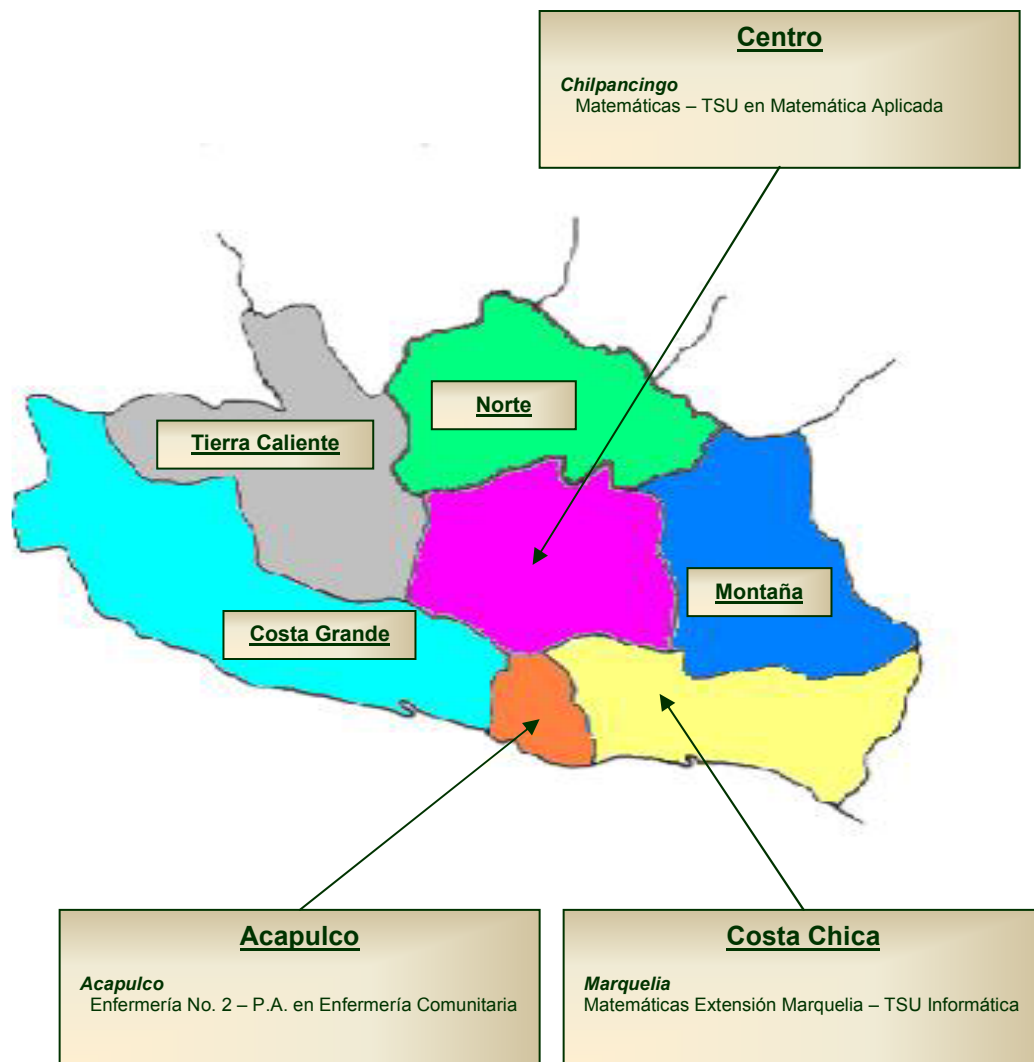 Centro
Chilpancingo
Matemáticas – TSU en Matemática Aplicada
Norte
Tierra Caliente
Montaña
Costa Grande
Acapulco
Acapulco
Enfermería No. 2 – P.A. en Enfermería Comunitaria
Costa Chica
Marquelia
Matemáticas Extensión Marquelia – TSU Informática